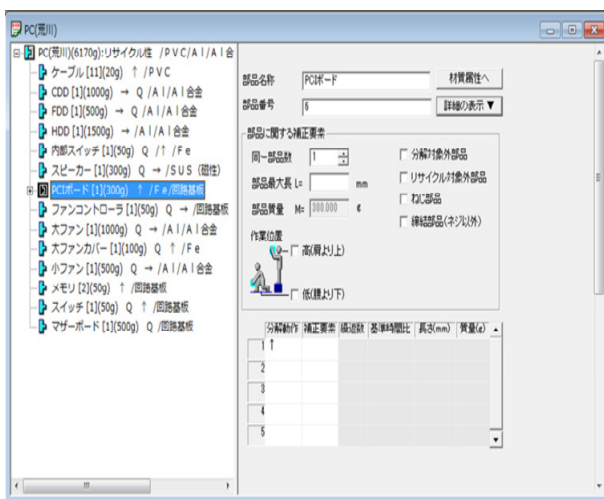 PC(荒川)
PC(荒川)(6170g):リサイクル性 /PVC/Al/Al合
ケーブル [11](20g) ↑ /PVC
CDD [1](1000g) → Q /Al/Al合金
FDD [1](500g) → Q /Al/Al合金
HDD [1](1500g) → /Al/Al合金
内部スイッチ [1](50g) Q /↑ /Fe
スピーカー [1](300g) Q → /SUS (磁性)
PCIボード [1](300g) ↑ /Fe/回路基板
ファンコントローラ [1](50g) Q → /回路基板
大ファン [1](1000g) → /Al/Al合金
大ファンカバー [1](100g) Q ↑ /Fe
小ファン [1](500g) Q → /Al/Al合金
メモリ [2](50g) ↑ /回路基板
スイッチ [1](50g) Q ↑ /回路基板
マザーボード [1](500g) Q /回路基板
部品名称 PCIボード 材質属性へ
部品番号 6 詳細の表示 ▼
部品に関する補正要素
同一部品数 1
部品最大長 L= mm
部品質量 M= 300.000 g
分解対象外部品
リサイクル対象外部品
ねじ部品
締結部品(ネジ以外)
作業位置
高(肩より上)
低(腰より下)
分解動作 補正要素 繰返数 基準時間比 長さ(mm) 質量(g)
1 ↑
2
3
4
5